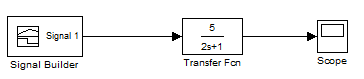 Signal 1
Signal Builder
5
2s+1
Transfer Fcn
Scope